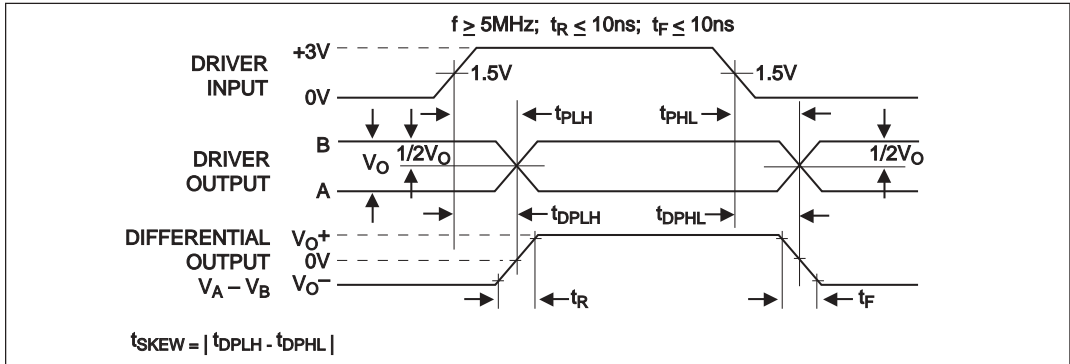 f ≥ 5MHz; tR ≤ 10ns; tF ≤ 10ns
+3V
DRIVER
INPUT
1.5V
1.5V
0V
tPLH
tPHL
B
DRIVER
OUTPUT
VO
1/2VO
1/2VO
A
tDPLH
tDPHL
DIFFERENTIAL
OUTPUT
VA – VB
VO+
0V
VO–
tR
tF
tSKEW = | tDPLH - tDPHL |